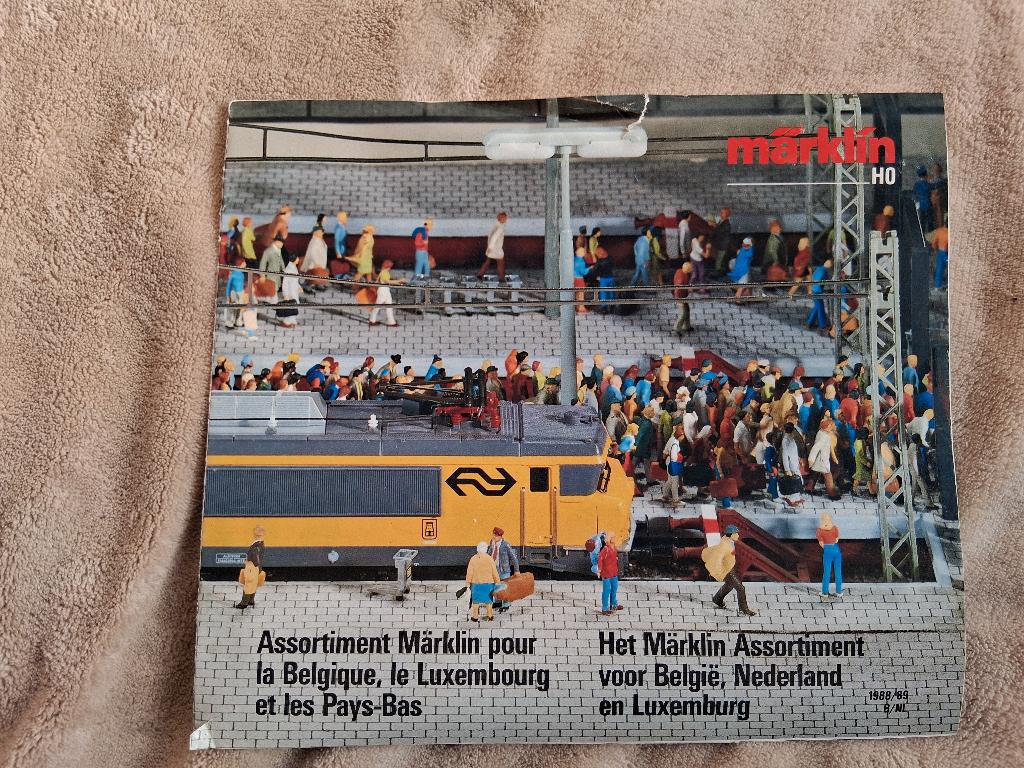 märklin
H0
Assortiment Märklin pour
la Belgique, le Luxembourg
et les Pays-Bas
Het Märklin Assortiment
voor België, Nederland
en Luxemburg
1988/89
B/NL